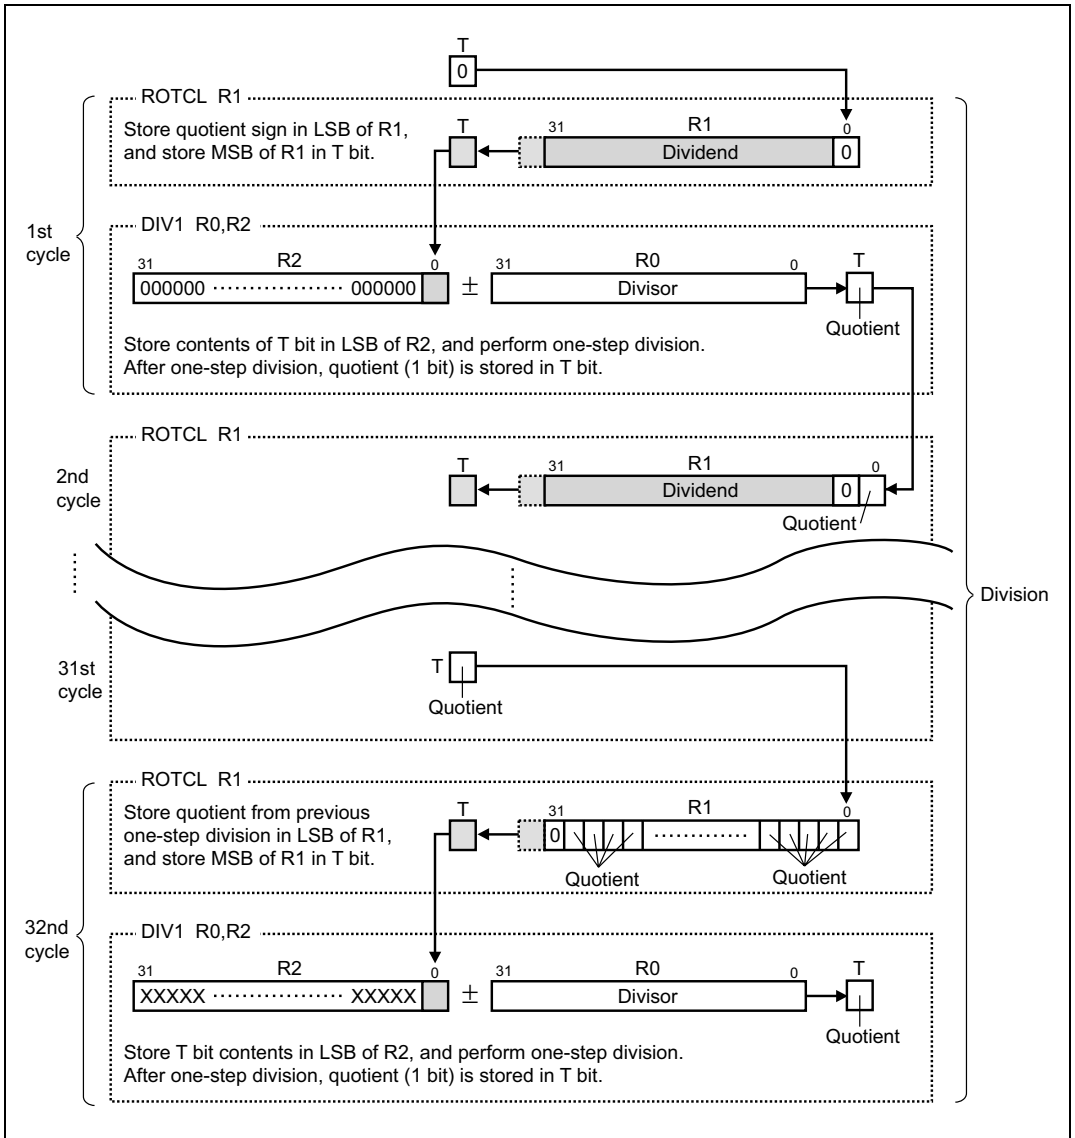 T
0
ROTCL R1
Store quotient sign in LSB of R1,
and store MSB of R1 in T bit.
T
31 R1 0
Dividend 0
1st
cycle
DIV1 R0,R2
31 R2 0
000000 ·················· 000000
±
31 R0 0
Divisor
T
Quotient
Store contents of T bit in LSB of R2, and perform one-step division.
After one-step division, quotient (1 bit) is stored in T bit.
ROTCL R1
2nd
cycle
T
31 R1 0
Dividend 0
Quotient
Division
31st
cycle
T
Quotient
ROTCL R1
Store quotient from previous
one-step division in LSB of R1,
and store MSB of R1 in T bit.
T
31 R1 0
0 ·············
Quotient Quotient
32nd
cycle
DIV1 R0,R2
31 R2 0
XXXXX ·················· XXXXX
±
31 R0 0
Divisor
T
Quotient
Store T bit contents in LSB of R2, and perform one-step division.
After one-step division, quotient (1 bit) is stored in T bit.